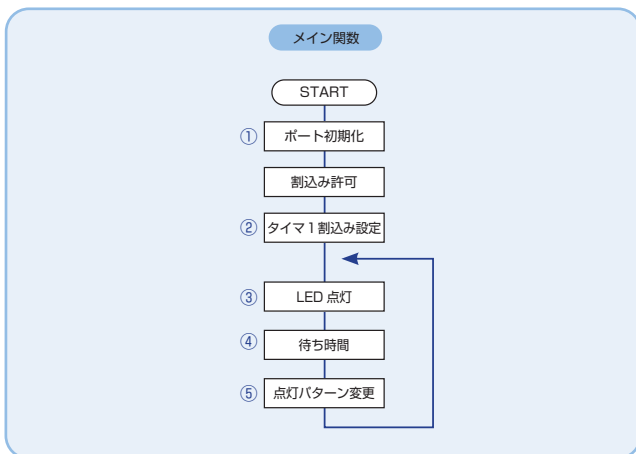 メイン関数
START
① ポート初期化
割込み許可
② タイマ1割込み設定
③ LED 点灯
④ 待ち時間
⑤ 点灯パターン変更